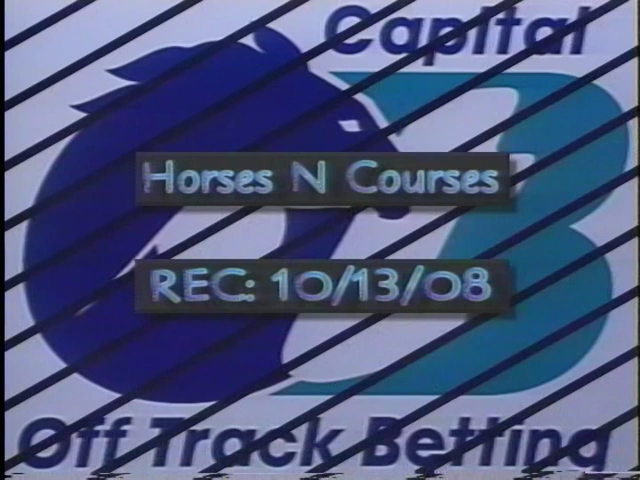 Capital
Horses N Courses
REC: 10/13/08
Off Track Betting